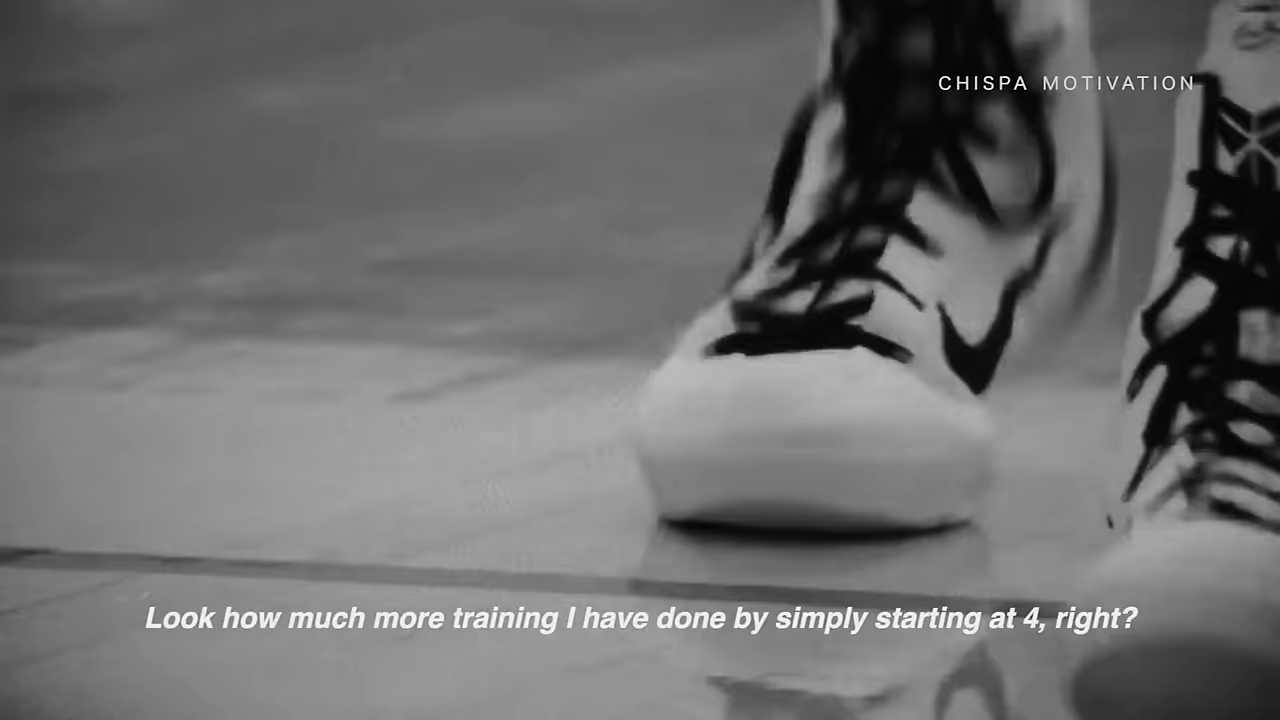 CHISPA MOTIVATION
Look how much more training I have done by simply starting at 4, right?